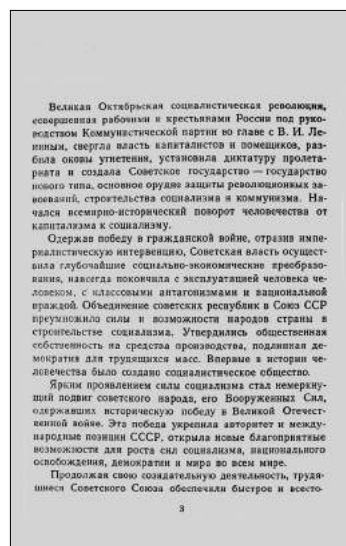 Великая Октябрьская социалистическая революция,
совершенная рабочими и крестьянами России под руко-
водством Коммунистической партии во главе с В. И. Ле-
ниным, свергла власть капиталистов и помещиков, раз-
била оковы угнетения, установила диктатуру пролета-
риата и создала Советское государство — государство
нового типа, основное орудие защиты революционных за-
воеваний, строительства социализма и коммунизма. На-
чался всемирно-исторический поворот человечества от
капитализма к социализму.
Одержав победу в гражданской войне, отразив импе-
риалистическую интервенцию, Советская власть осущест-
вила глубочайшие социально-экономические преобразо-
вания, навсегда покончила с эксплуатацией человека че-
ловеком, с классовыми антагонизмами и национальной
враждой. Объединение советских республик в Союз ССР
преумножило силы и возможности народов страны в
строительстве социализма. Утвердились общественная
собственность на средства производства, подлинная де-
мократия для трудящихся масс. Впервые в истории че-
ловечества было создано социалистическое общество.
Ярким проявлением силы социализма стал немеркну-
щий подвиг советского народа, его Вооруженных Сил,
одержавших историческую победу в Великой Отечест-
венной войне. Эта победа укрепила авторитет и между-
народные позиции СССР, открыла новые благоприятные
возможности для роста сил социализма, национального
освобождения, демократии и мира во всем мире.
Продолжая свою созидательную деятельность, трудя-
щиеся Советского Союза обеспечили быстрое и всесто-
3